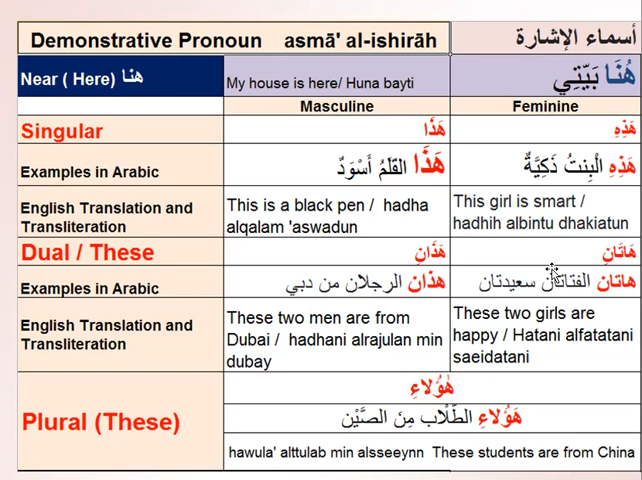 Demonstrative Pronoun asmā' al-ishirāh
أسماء الإشارة
Near ( Here) هنا
My house is here/ Huna bayti
هُنَا بَيّتِي
Masculine
Feminine
Singular
هَذَا
هَذِهِ
Examples in Arabic
هَذَا القَلَمُ أَسْوَدٌ
هَذِهِ الْبِنتُ ذَكِيَّةٌ
English Translation and
Transliteration
This is a black pen / hadha
alqalam 'aswadun
This girl is smart /
hadhih albintu dhakiatun
Dual / These
هَذَانِ
هَاتَانِ
Examples in Arabic
هذان الرجلان من دبي
هاتان الفتاتان سعيدتان
English Translation and
Transliteration
These two men are from
Dubai / hadhani alrajulan min
dubay
These two girls are
happy / Hatani alfatatani
saeidatani
Plural (These)
هَٰؤُلاءِ
هَؤُلاءِ الطّلْاب مِنَ الصَّيْن
hawula' alttulab min alsseeynn These students are from China